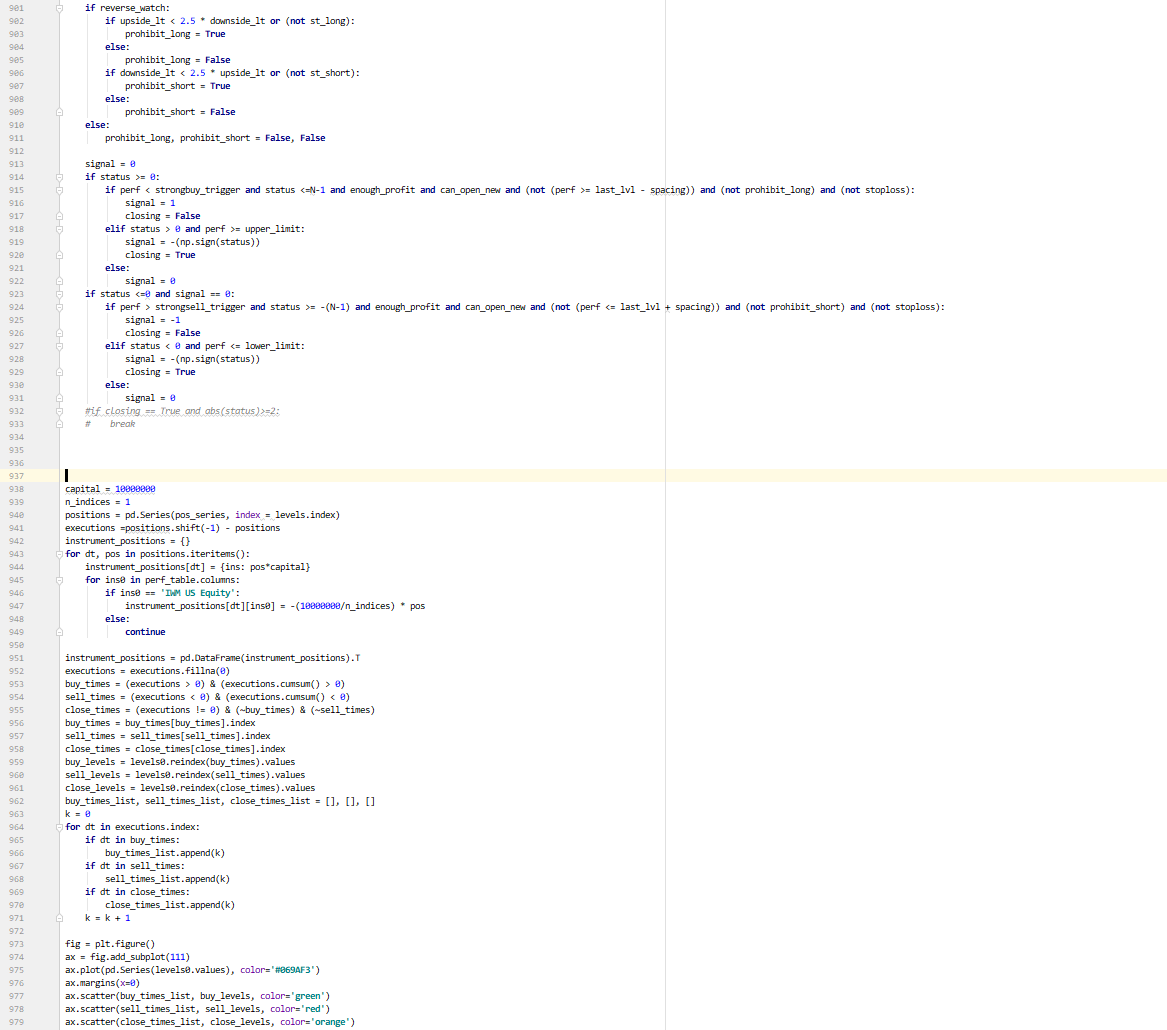 901 if reverse_watch:
902 if upside_lt < 2.5 * downside_lt or (not st_long):
903 prohibit_long = True
904 else:
905 prohibit_long = False
906 if downside_lt < 2.5 * upside_lt or (not st_short):
907 prohibit_short = True
908 else:
909 prohibit_short = False
910 else:
911 prohibit_long, prohibit_short = False, False
912
913 signal = 0
914 if status >= 0:
915 if perf < strongbuy_trigger and status <=N-1 and enough_profit and can_open_new and (not (perf >= last_lvl - spacing)) and (not prohibit_long) and (not stoploss):
916 signal = 1
917 closing = False
918 elif status > 0 and perf >= upper_limit:
919 signal = -(np.sign(status))
920 closing = True
921 else:
922 signal = 0
923 if status <=0 and signal == 0:
924 if perf > strongsell_trigger and status >= -(N-1) and enough_profit and can_open_new and (not (perf <= last_lvl + spacing)) and (not prohibit_short) and (not stoploss):
925 signal = -1
926 closing = False
927 elif status < 0 and perf <= lower_limit:
928 signal = -(np.sign(status))
929 closing = True
930 else:
931 signal = 0
932 #if closing == True and abs(status)>=2:
933 # break
934
935
936
937
938 capital = 10000000
939 n_indices = 1
940 positions = pd.Series(pos_series, index = levels.index)
941 executions =positions.shift(-1) - positions
942 instrument_positions = {}
943 for dt, pos in positions.iteritems():
944 instrument_positions[dt] = {ins: pos*capital}
945 for ins0 in perf_table.columns:
946 if ins0 == 'IWM US Equity':
947 instrument_positions[dt][ins0] = -(10000000/n_indices) * pos
948 else:
949 continue
950
951 instrument_positions = pd.DataFrame(instrument_positions).T
952 executions = executions.fillna(0)
953 buy_times = (executions > 0) & (executions.cumsum() > 0)
954 sell_times = (executions < 0) & (executions.cumsum() < 0)
955 close_times = (executions != 0) & (~buy_times) & (~sell_times)
956 buy_times = buy_times[buy_times].index
957 sell_times = sell_times[sell_times].index
958 close_times = close_times[close_times].index
959 buy_levels = levels0.reindex(buy_times).values
960 sell_levels = levels0.reindex(sell_times).values
961 close_levels = levels0.reindex(close_times).values
962 buy_times_list, sell_times_list, close_times_list = [], [], []
963 k = 0
964 for dt in executions.index:
965 if dt in buy_times:
966 buy_times_list.append(k)
967 if dt in sell_times:
968 sell_times_list.append(k)
969 if dt in close_times:
970 close_times_list.append(k)
971 k = k + 1
972
973 fig = plt.figure()
974 ax = fig.add_subplot(111)
975 ax.plot(pd.Series(levels0.values), color='#069AF3')
976 ax.margins(x=0)
977 ax.scatter(buy_times_list, buy_levels, color='green')
978 ax.scatter(sell_times_list, sell_levels, color='red')
979 ax.scatter(close_times_list, close_levels, color='orange')